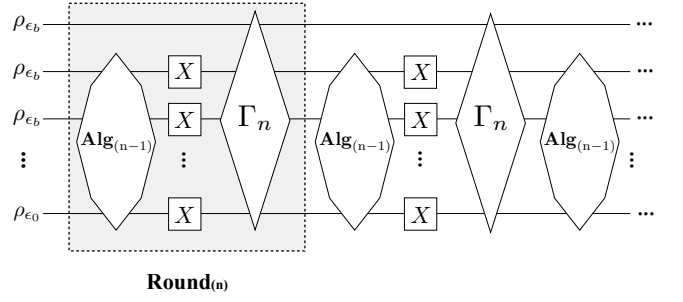 ρ_{ϵ_b} ...
ρ_{ϵ_b} X X ...
ρ_{ϵ_b} Alg_{(n−1)} X Γ_n Alg_{(n−1)} X Γ_n Alg_{(n−1)} ...
⋮ ⋮ ⋮ ⋮
ρ_{ϵ_0} X X ...
Round_{(n)}